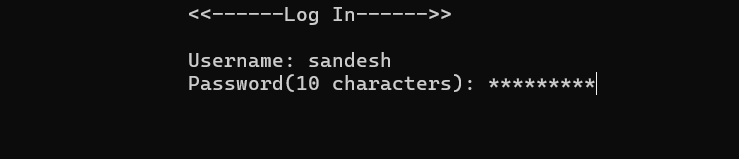 <<------Log In------>>
Username: sandesh
Password(10 characters): *********